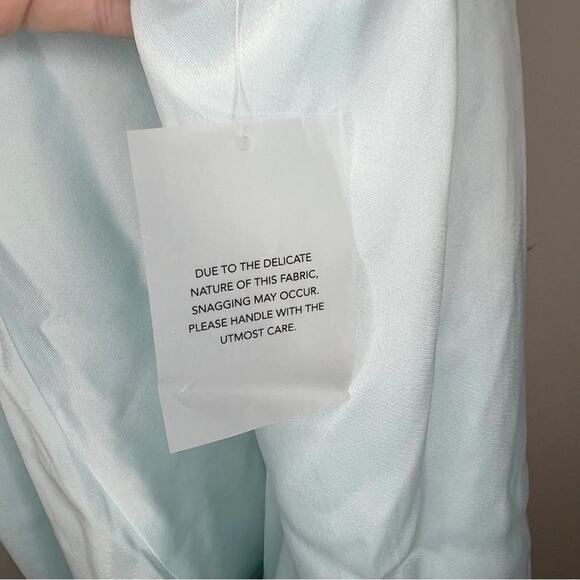 DUE TO THE DELICATE
NATURE OF THIS FABRIC,
SNAGGING MAY OCCUR.
PLEASE HANDLE WITH THE
UTMOST CARE.